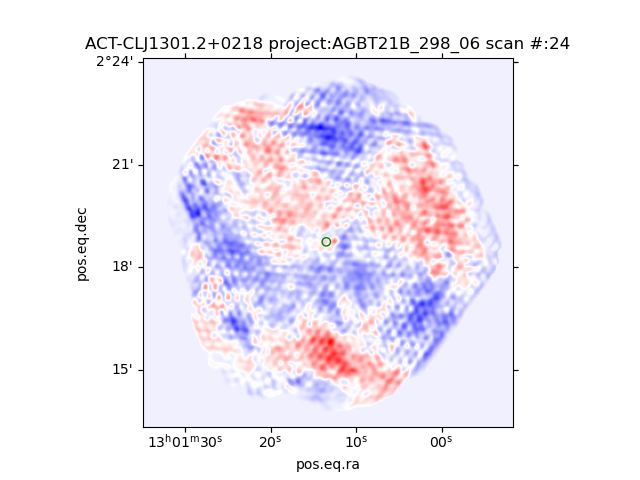 ACT-CLJ1301.2+0218 project:AGBT21B_298_06 scan #:24
2°24'
21'
18'
15'
pos.eq.dec
13h01m30s 20s 10s 00s
pos.eq.ra